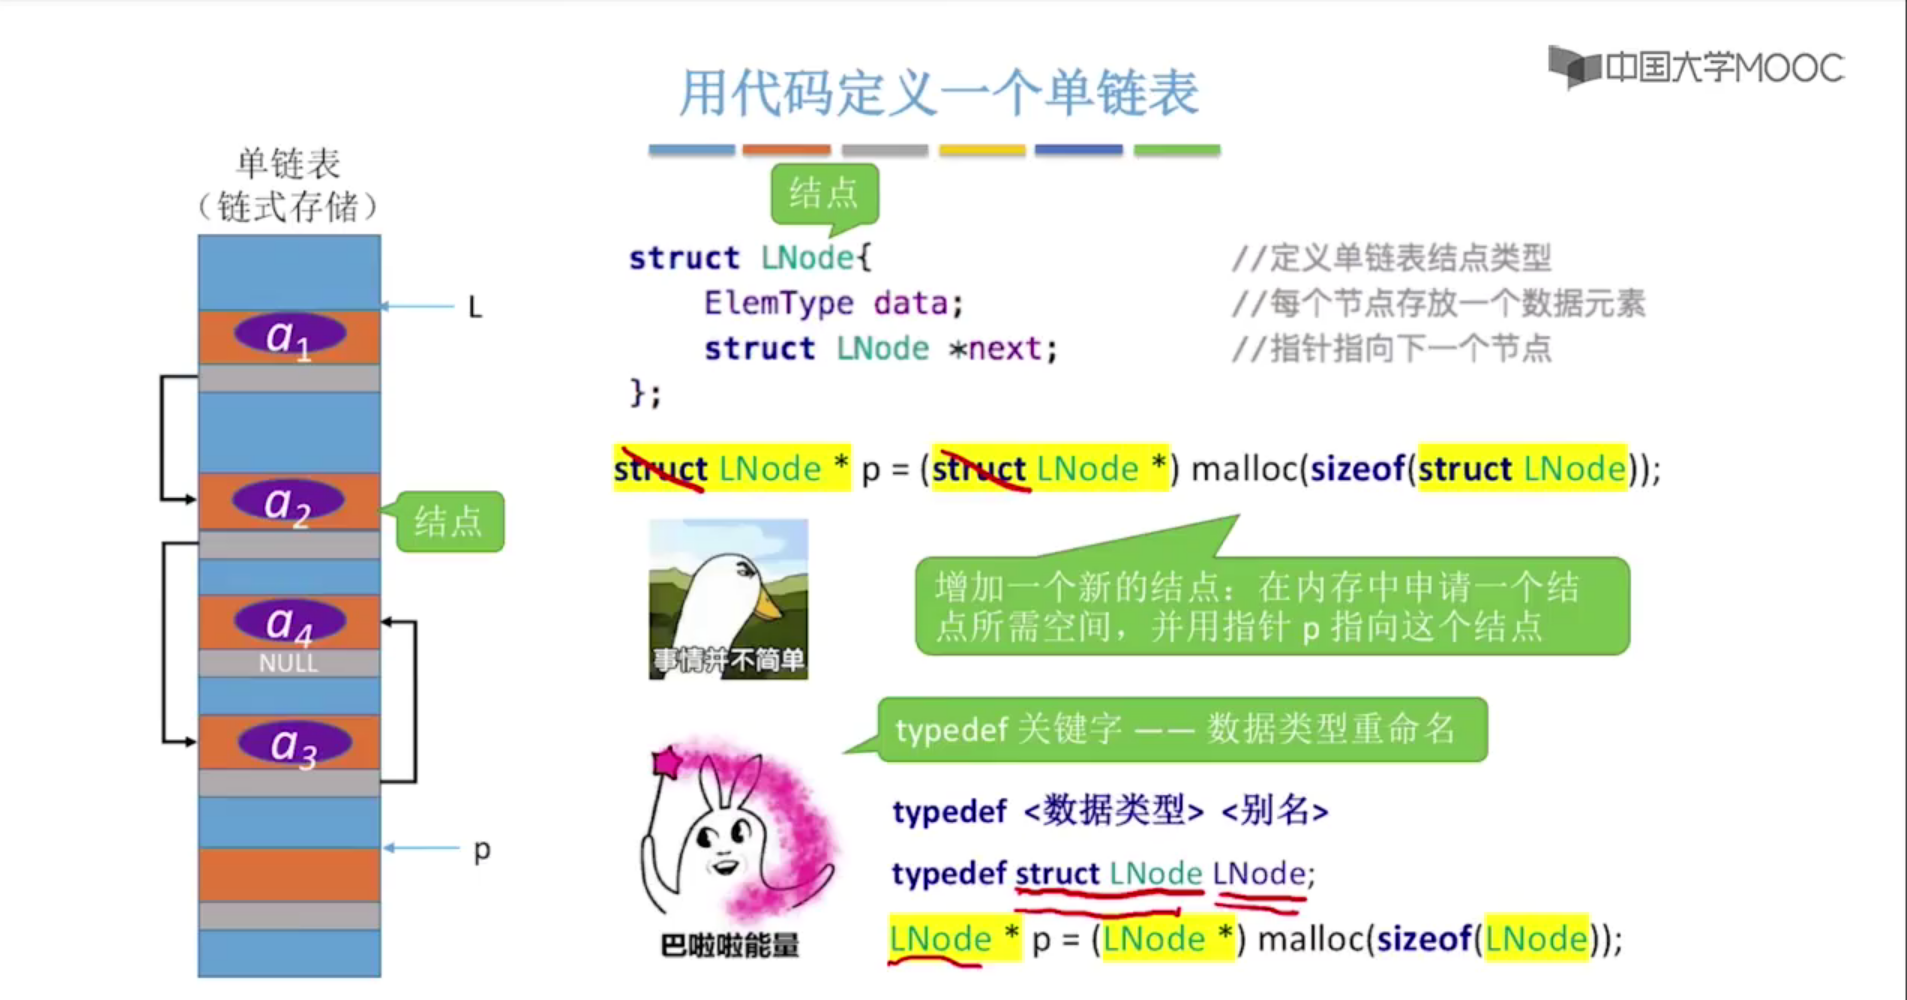 中国大学MOOC
用代码定义一个单链表
单链表
（链式存储）
L
a1
a2
结点
a4
NULL
a3
p
结点
struct LNode{ //定义单链表结点类型
ElemType data; //每个节点存放一个数据元素
struct LNode *next; //指针指向下一个节点
};
struct LNode * p = (struct LNode *) malloc(sizeof(struct LNode));
增加一个新的结点：在内存中申请一个结
点所需空间，并用指针 p 指向这个结点
事情并不简单
typedef 关键字 —— 数据类型重命名
typedef <数据类型> <别名>
typedef struct LNode LNode;
LNode * p = (LNode *) malloc(sizeof(LNode));
巴啦啦能量